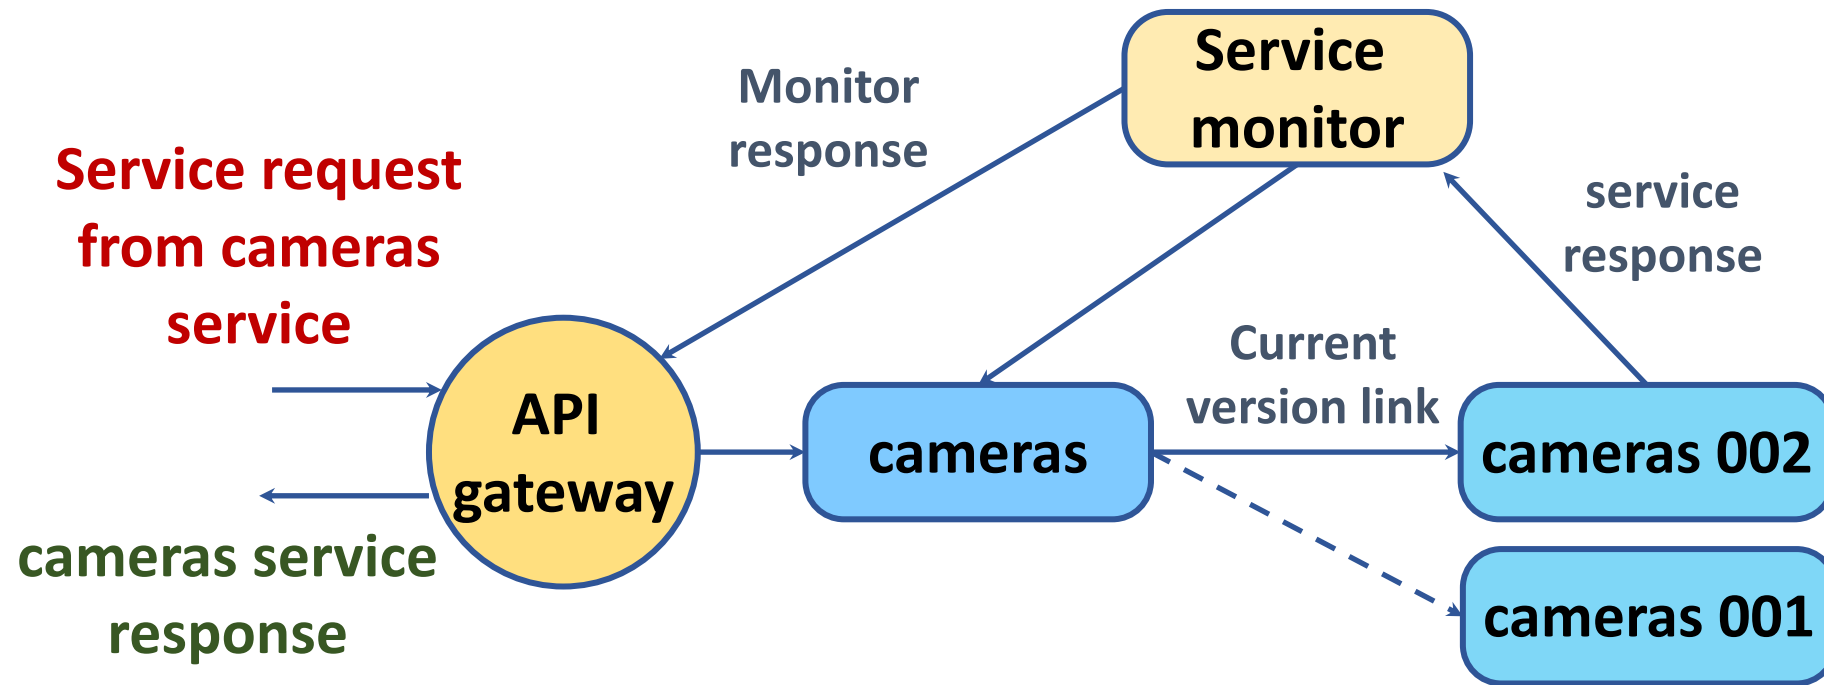 Service
monitor
Monitor
response
Service request
from cameras
service
service
response
Current
version link
API
gateway
cameras
cameras 002
cameras service
response
cameras 001